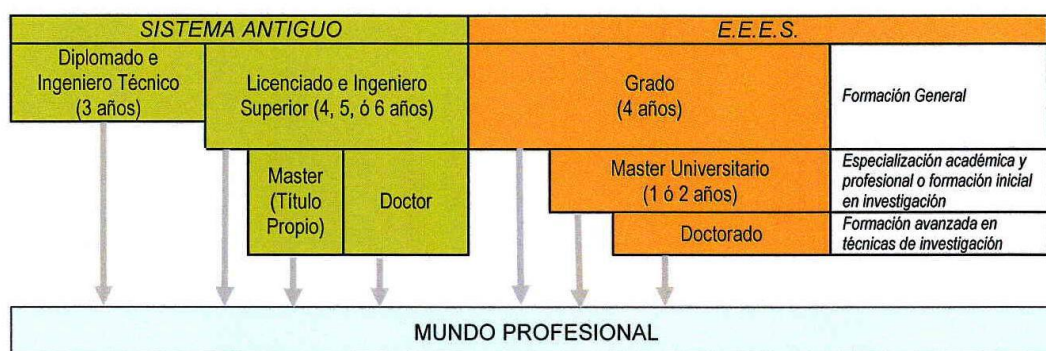 SISTEMA ANTIGUO
E.E.E.S.
Diplomado e
Ingeniero Técnico
(3 años)
Licenciado e Ingeniero
Superior (4, 5, ó 6 años)
Grado
(4 años)
Formación General
Master
(Título
Propio)
Doctor
Master Universitario
(1 ó 2 años)
Especialización académica y
profesional o formación inicial
en investigación
Doctorado
Formación avanzada en
técnicas de investigación
MUNDO PROFESIONAL